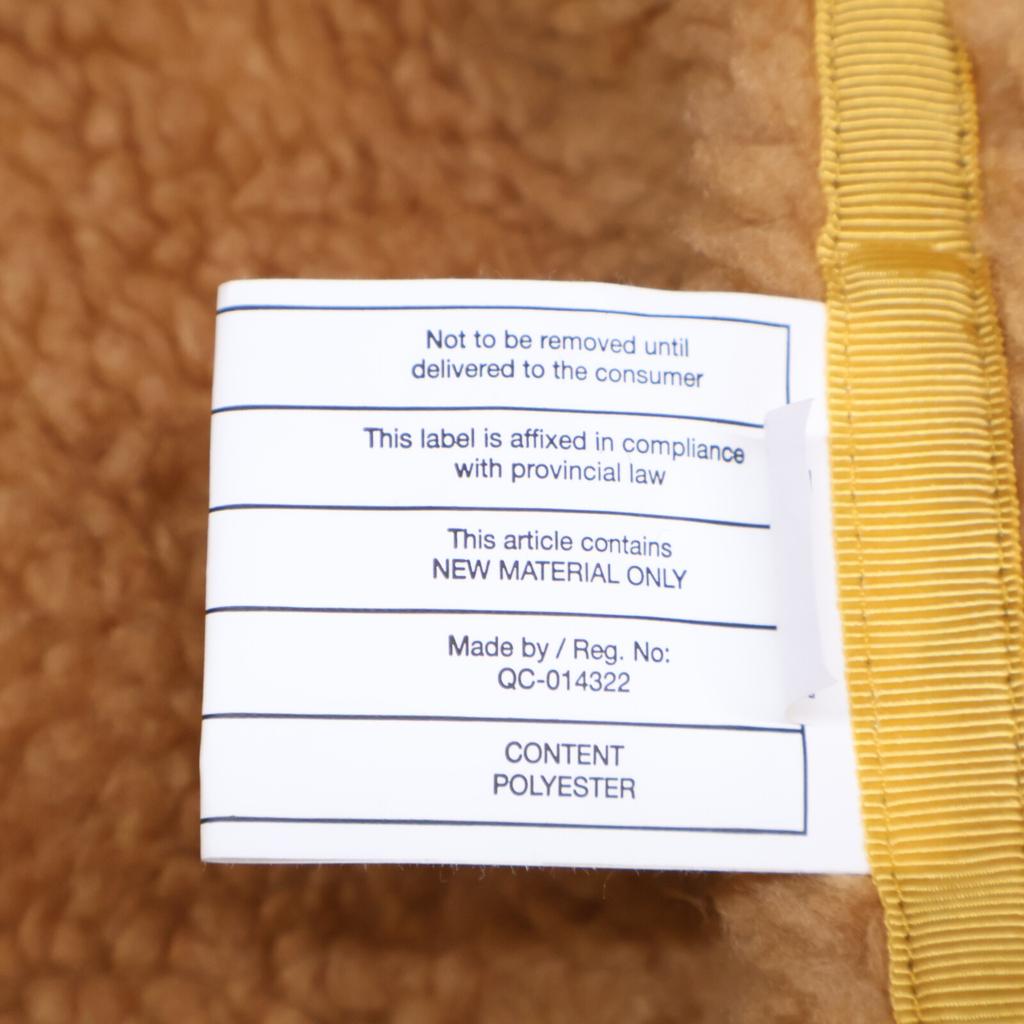 Not to be removed until
delivered to the consumer
This label is affixed in compliance
with provincial law
This article contains
NEW MATERIAL ONLY
Made by / Reg. No:
QC-014322
CONTENT
POLYESTER